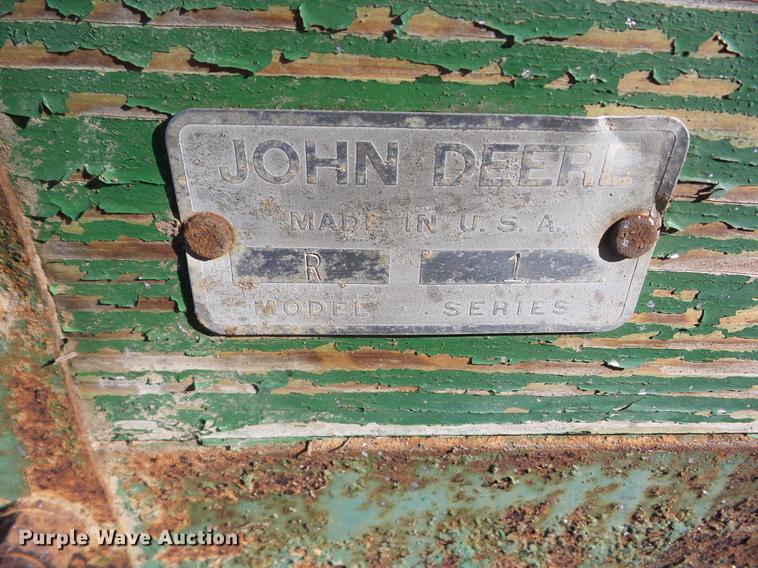 JOHN DEERE
MADE IN U.S.A.
R 1
MODEL SERIES
Purple Wave Auction